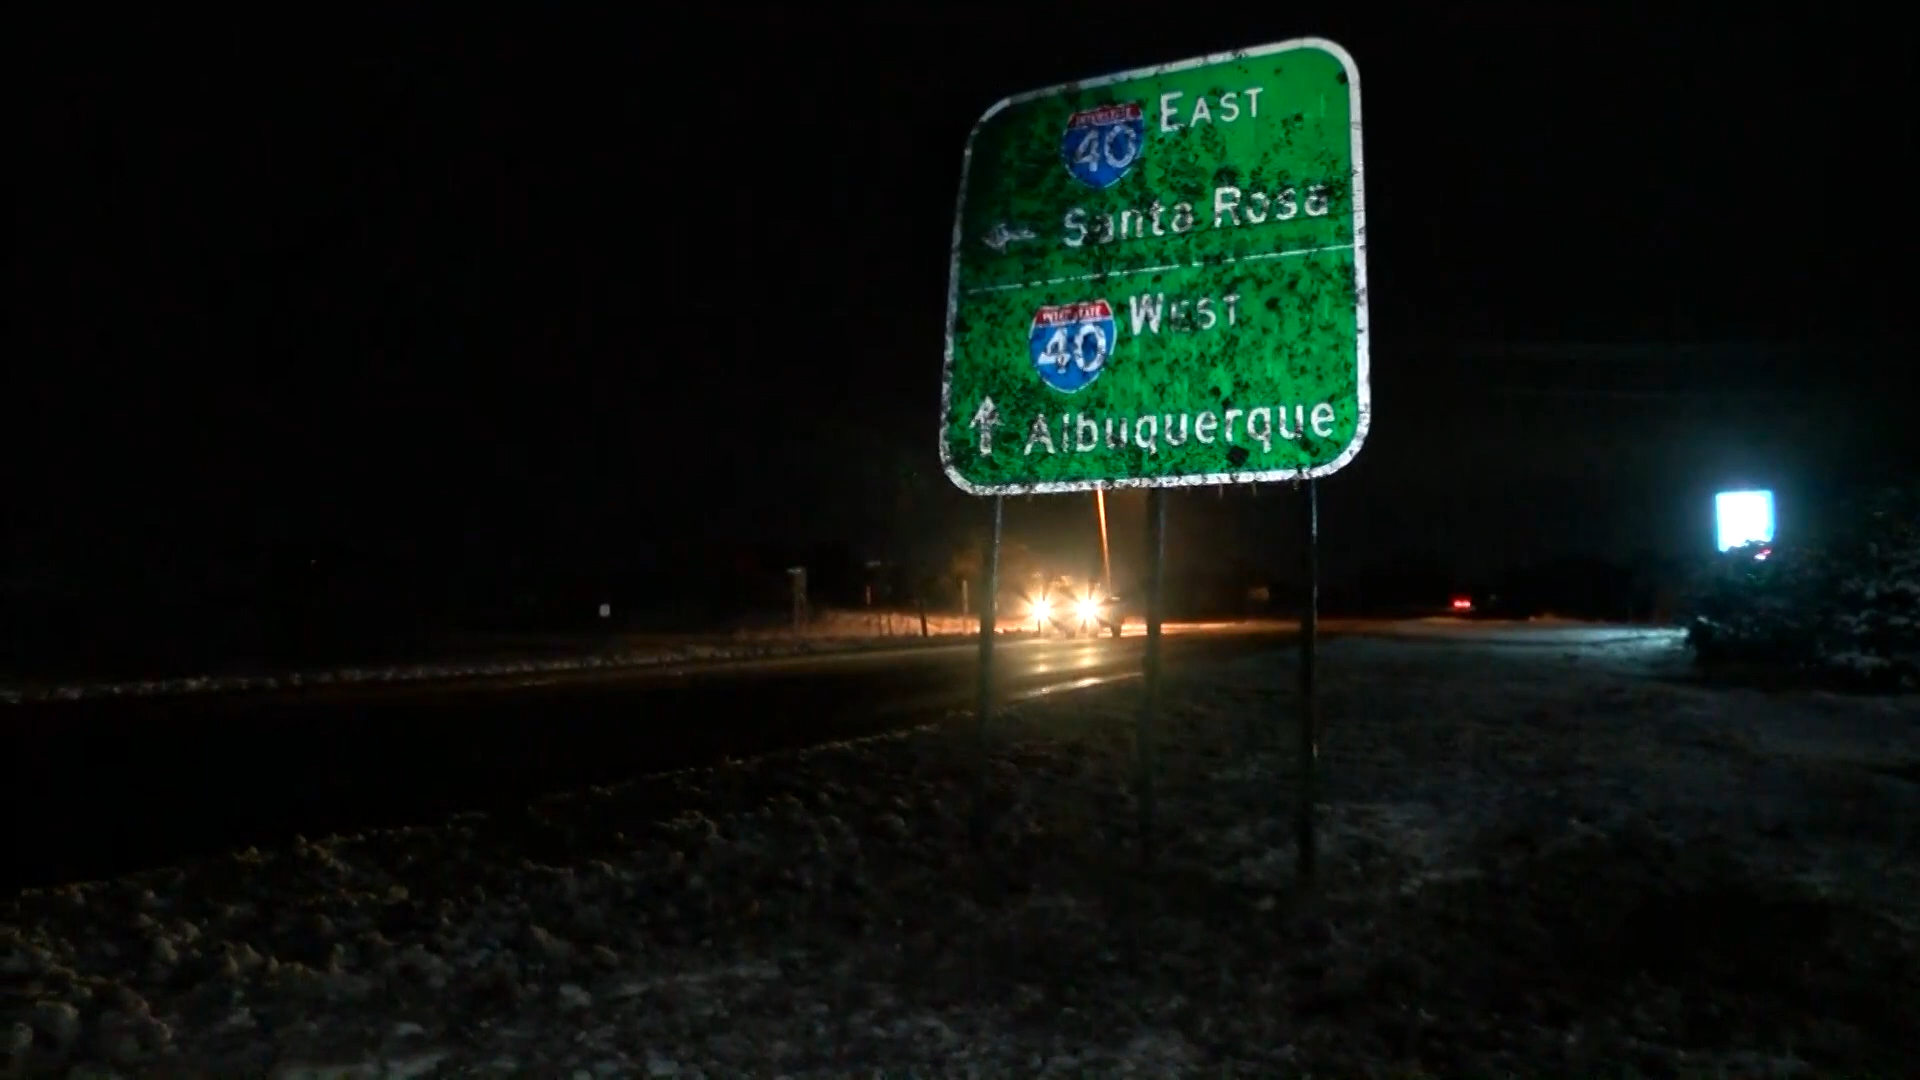 INTERSTATE
40 EAST
← Santa Rosa
INTERSTATE
40 WEST
↑ Albuquerque